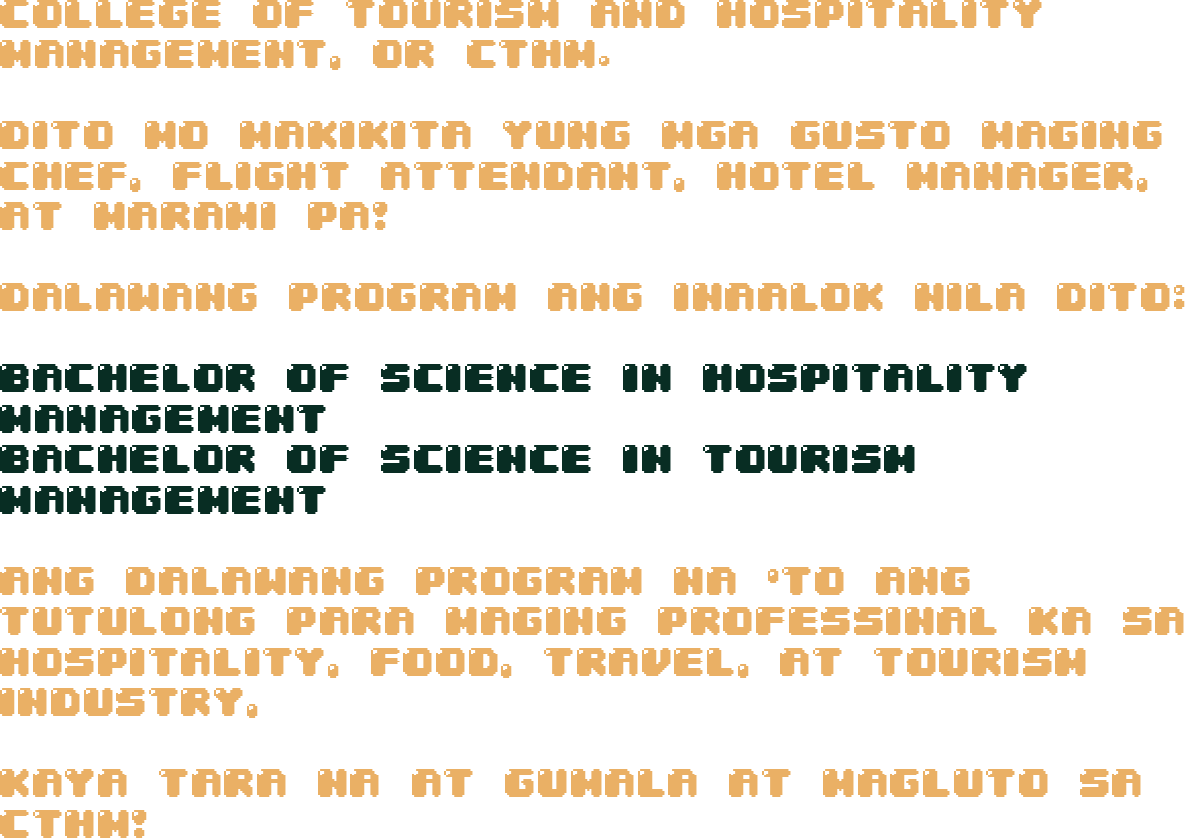 COLLEGE OF TOURISM AND HOSPITALITY
MANAGEMENT, OR CTHM.
DITO MO MAKIKITA YUNG MGA GUSTO MAGING
CHEF, FLIGHT ATTENDANT, HOTEL MANAGER,
AT MARAMI PA!
DALAWANG PROGRAM ANG INAALOK NILA DITO:
BACHELOR OF SCIENCE IN HOSPITALITY
MANAGEMENT
BACHELOR OF SCIENCE IN TOURISM
MANAGEMENT
ANG DALAWANG PROGRAM NA 'TO ANG
TUTULONG PARA MAGING PROFESSINAL KA SA
HOSPITALITY, FOOD, TRAVEL, AT TOURISM
INDUSTRY,
KAYA TARA NA AT GUMALA AT MAGLUTO SA
CTHM!